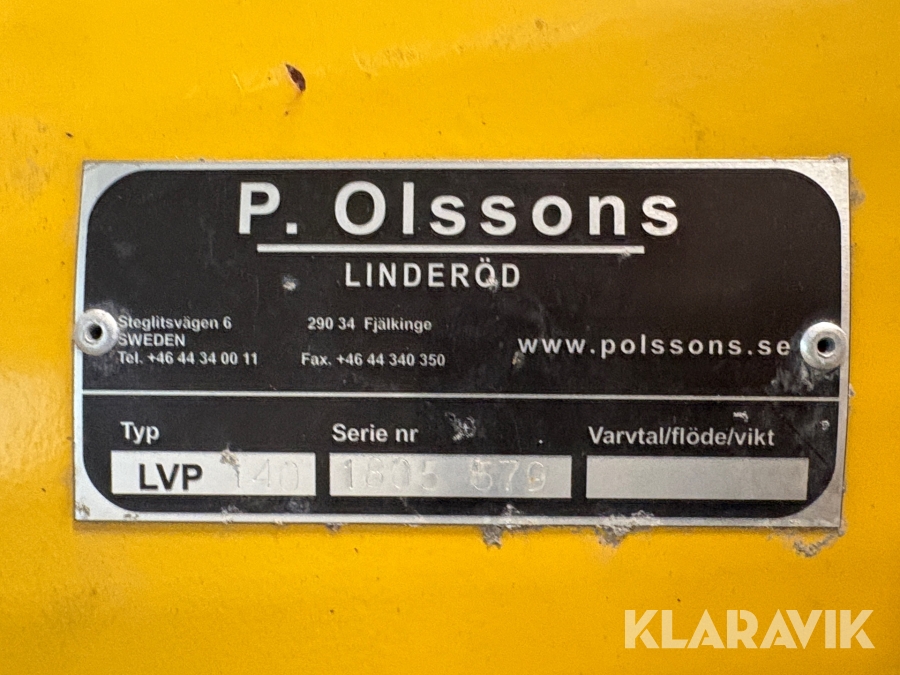 P. Olssons
LINDERÖD
Steglitsvägen 6 290 34 Fjälkinge
SWEDEN
Tel. +46 44 34 00 11 Fax. +46 44 340 350
www.polssons.se
Typ Serie nr Varvtal/flöde/vikt
LVP 140 1805 579
KLARAVIK